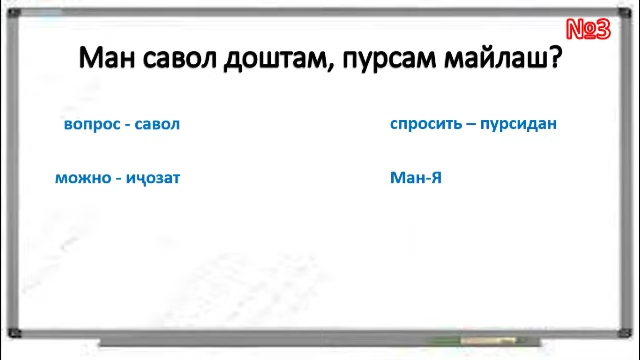 №3
Ман савол доштам, пурсам майлаш?
вопрос - савол
спросить – пурсидан
можно - иҷозат
Ман-Я